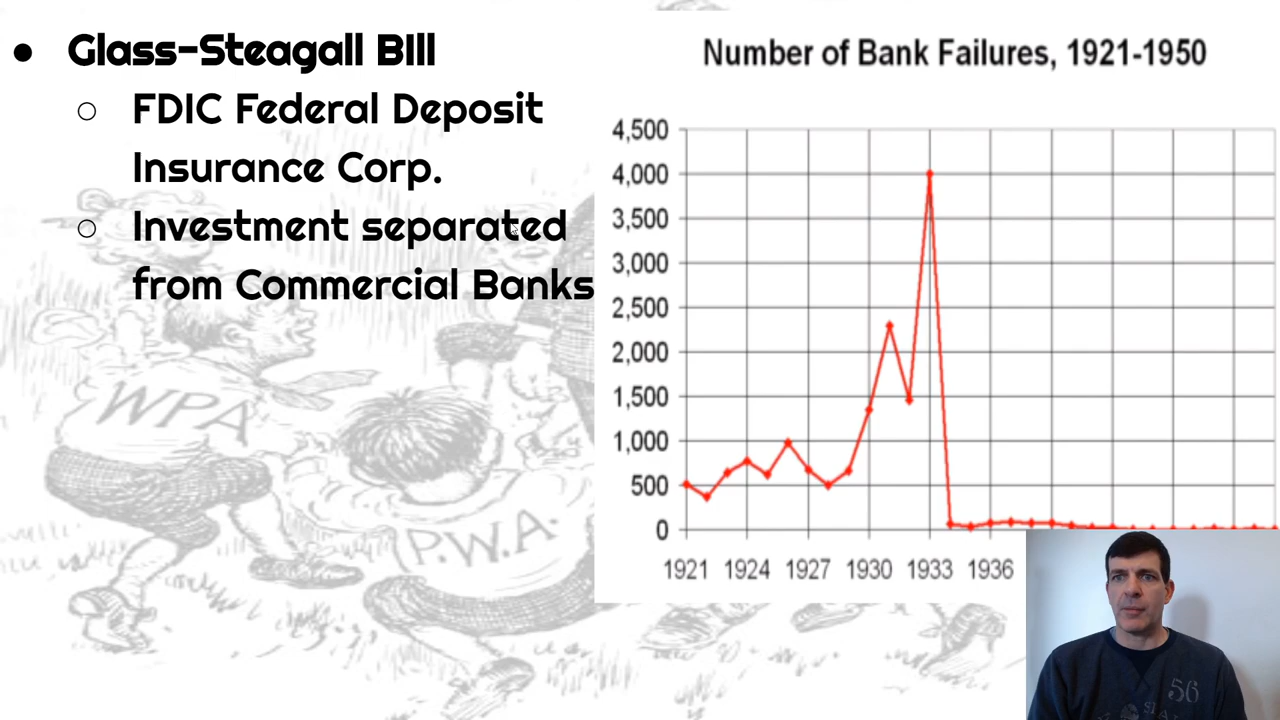 Glass-Steagall BIll
FDIC Federal Deposit
Insurance Corp.
Investment separated
from Commercial Banks
Number of Bank Failures, 1921-1950
4,500
4,000
3,500
3,000
2,500
2,000
1,500
1,000
500
0
1921 1924 1927 1930 1933 1936
WPA
P.W.A.
56